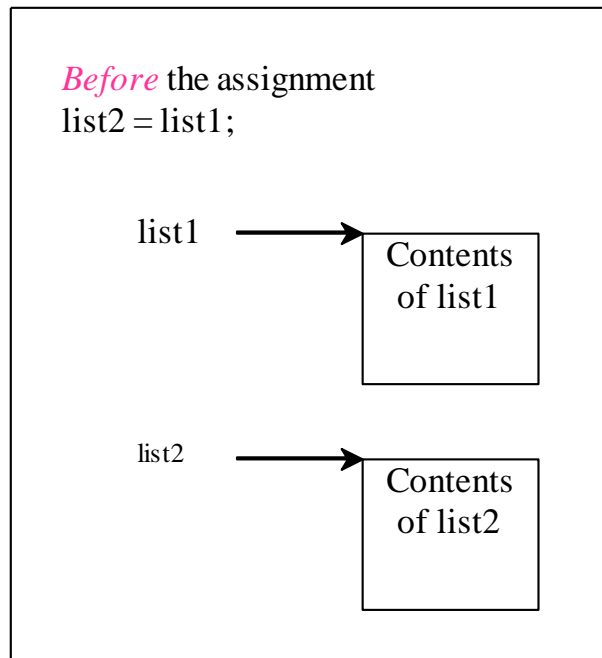 Before the assignment
list2 = list1;
list1
Contents
of list1
list2
Contents
of list2